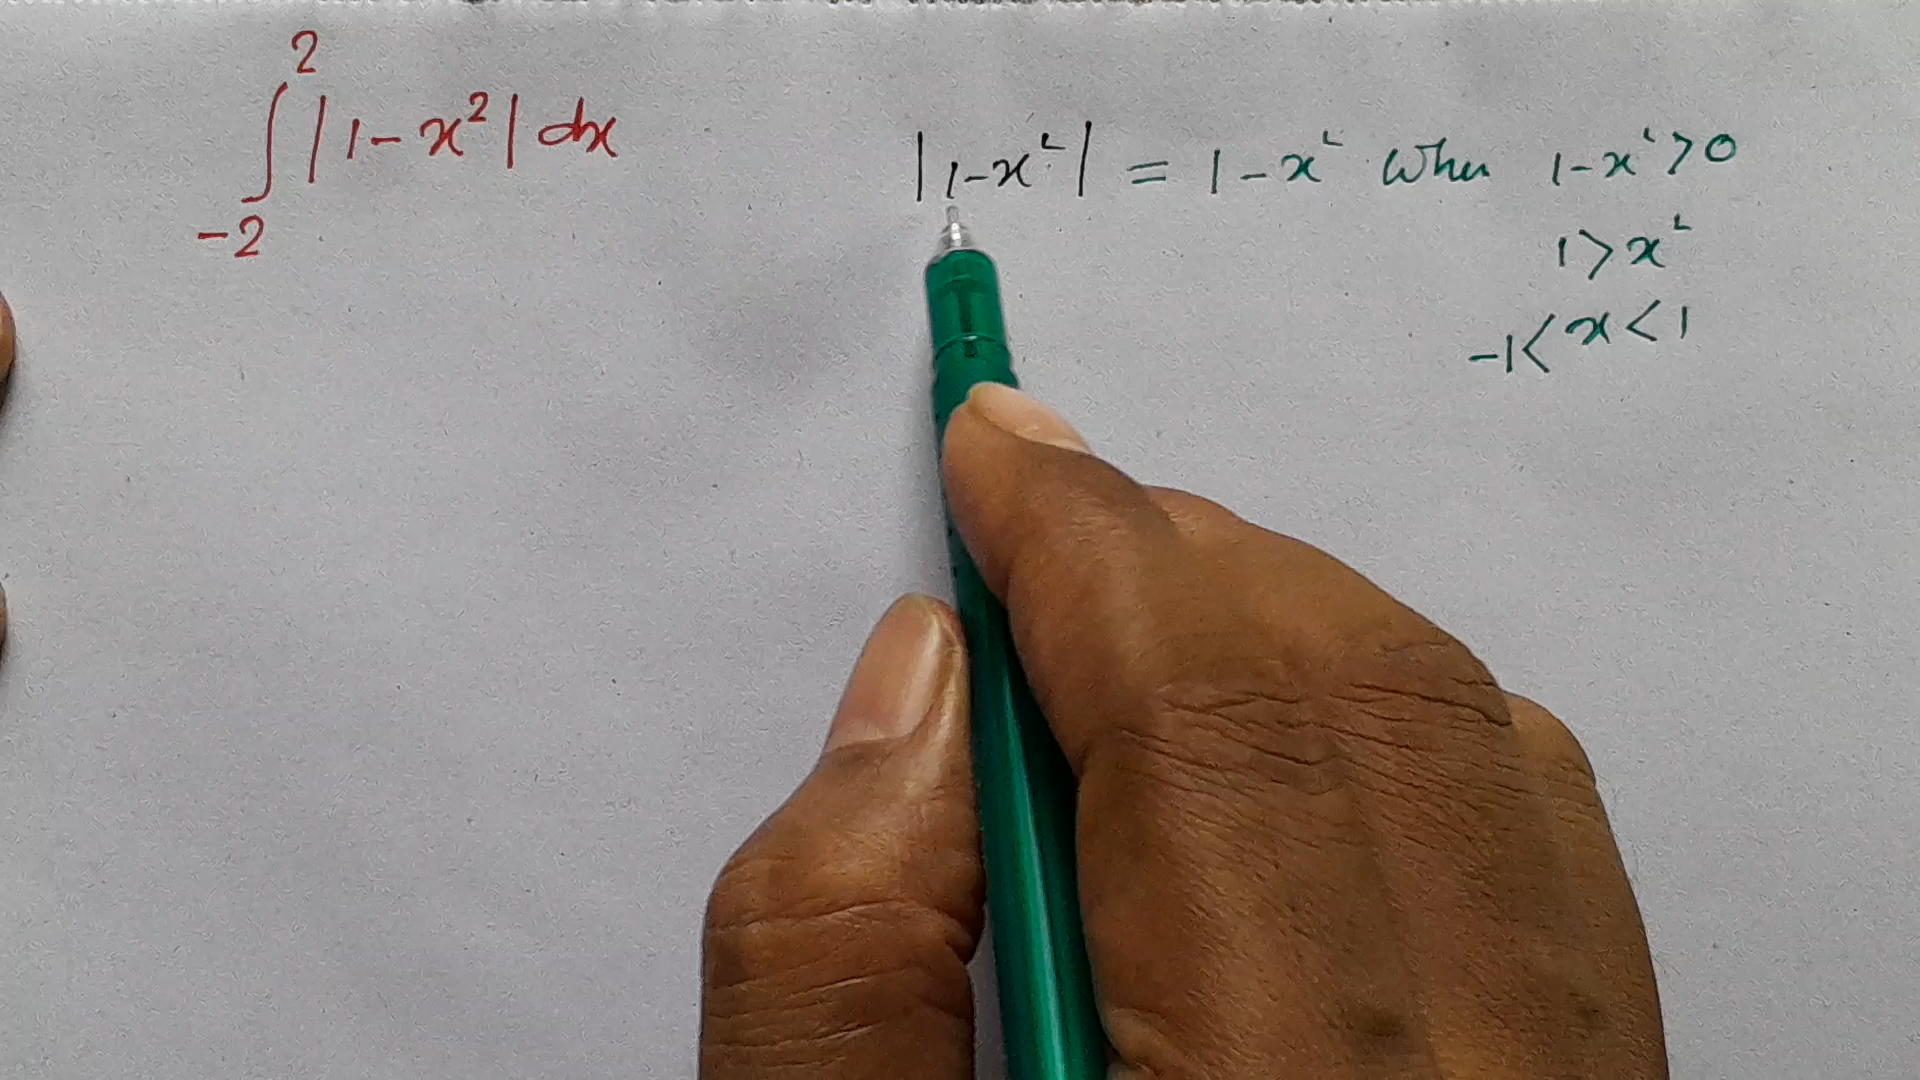 ∫_{-2}^{2} |1-x²| dx
|1-x²| = 1-x² when 1-x²>0
1>x²
-1<x<1